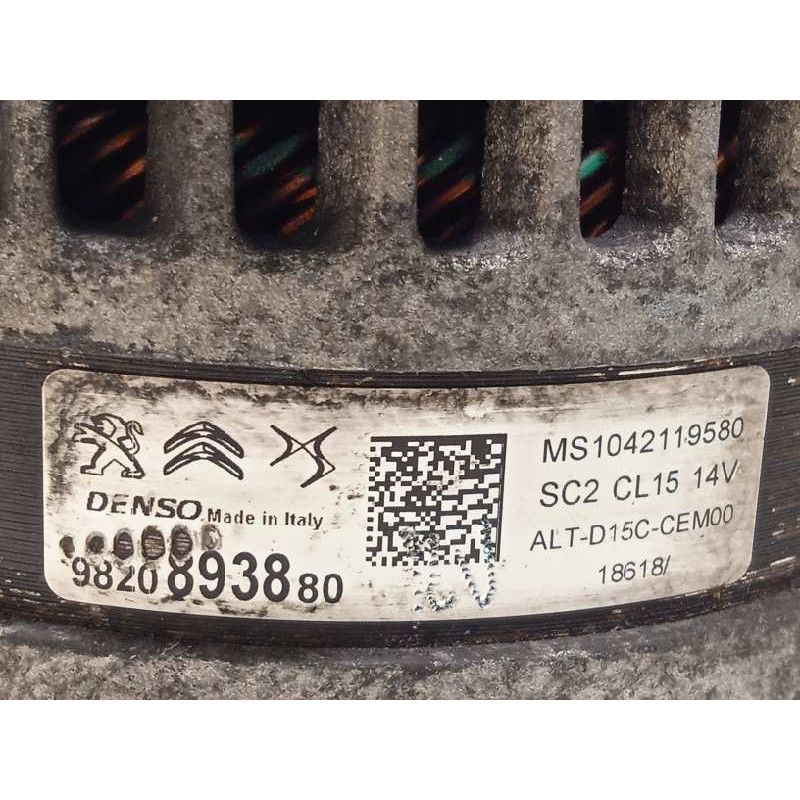 DENSO Made in Italy
9820893880
MS1042119580
SC2 CL15 14V
ALT-D15C-CEM00
18618/